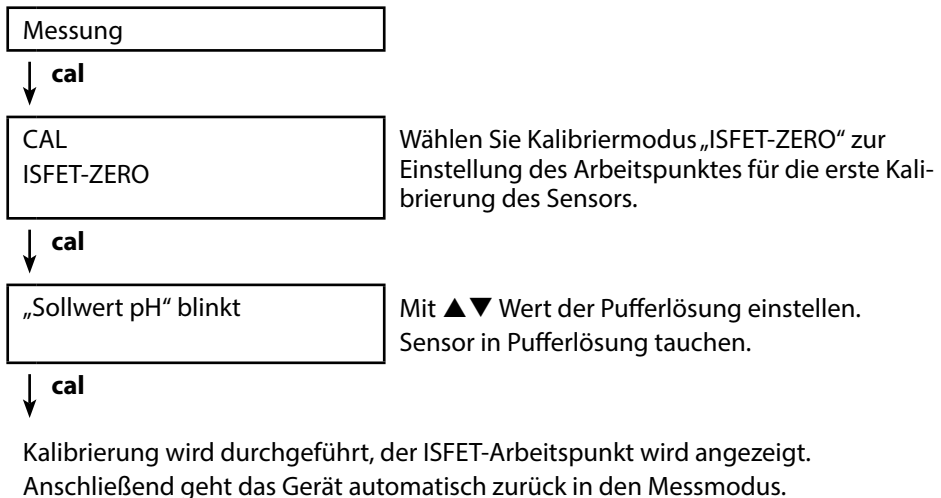 Messung
cal
CAL
ISFET-ZERO
Wählen Sie Kalibriermodus „ISFET-ZERO“ zur
Einstellung des Arbeitspunktes für die erste Kali-
brierung des Sensors.
cal
„Sollwert pH“ blinkt
Mit ▲▼ Wert der Pufferlösung einstellen.
Sensor in Pufferlösung tauchen.
cal
Kalibrierung wird durchgeführt, der ISFET-Arbeitspunkt wird angezeigt.
Anschließend geht das Gerät automatisch zurück in den Messmodus.